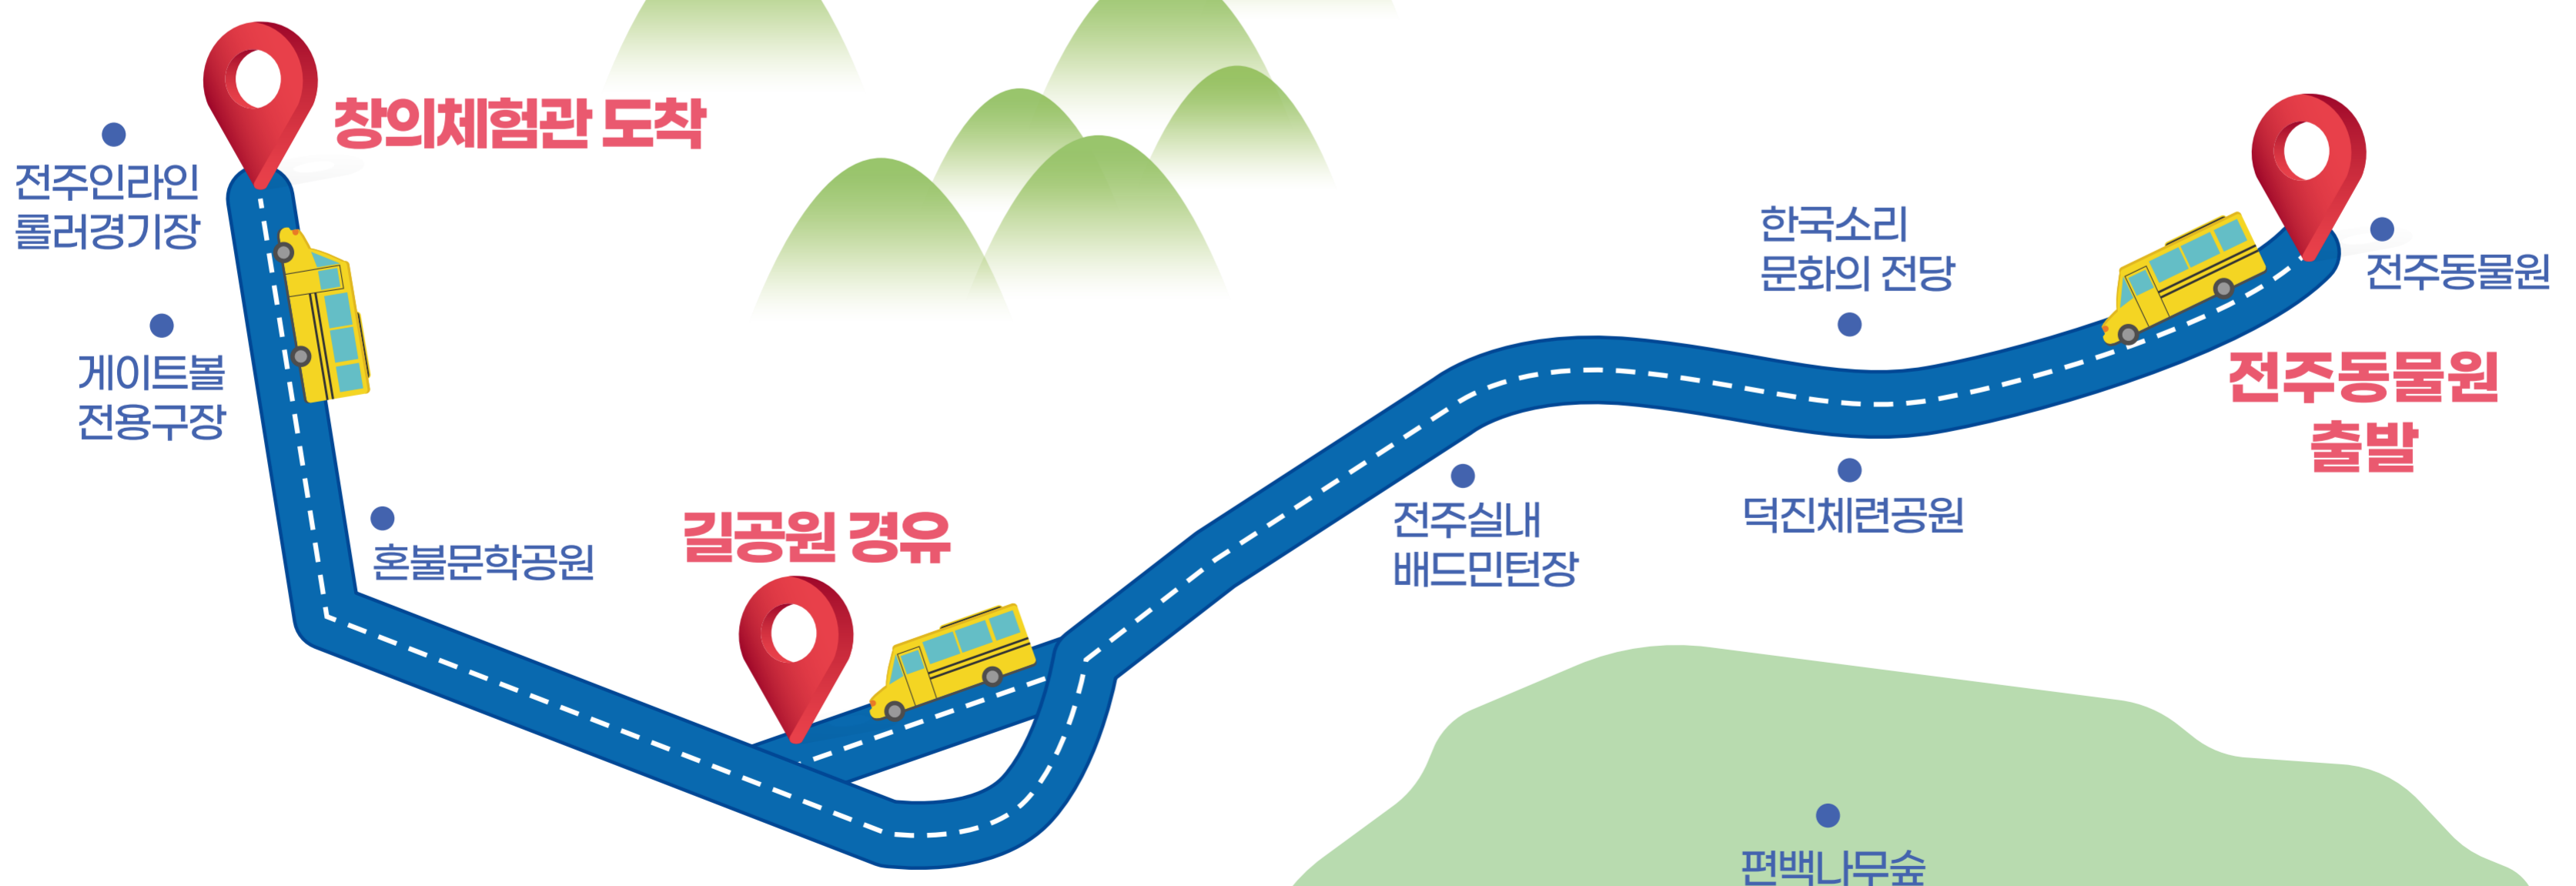 창의체험관 도착
전주인라인
롤러경기장
게이트볼
전용구장
혼불문학공원
길공원 경유
전주실내
배드민턴장
한국소리
문화의 전당
덕진체련공원
전주동물원
전주동물원
출발
편백나무숲